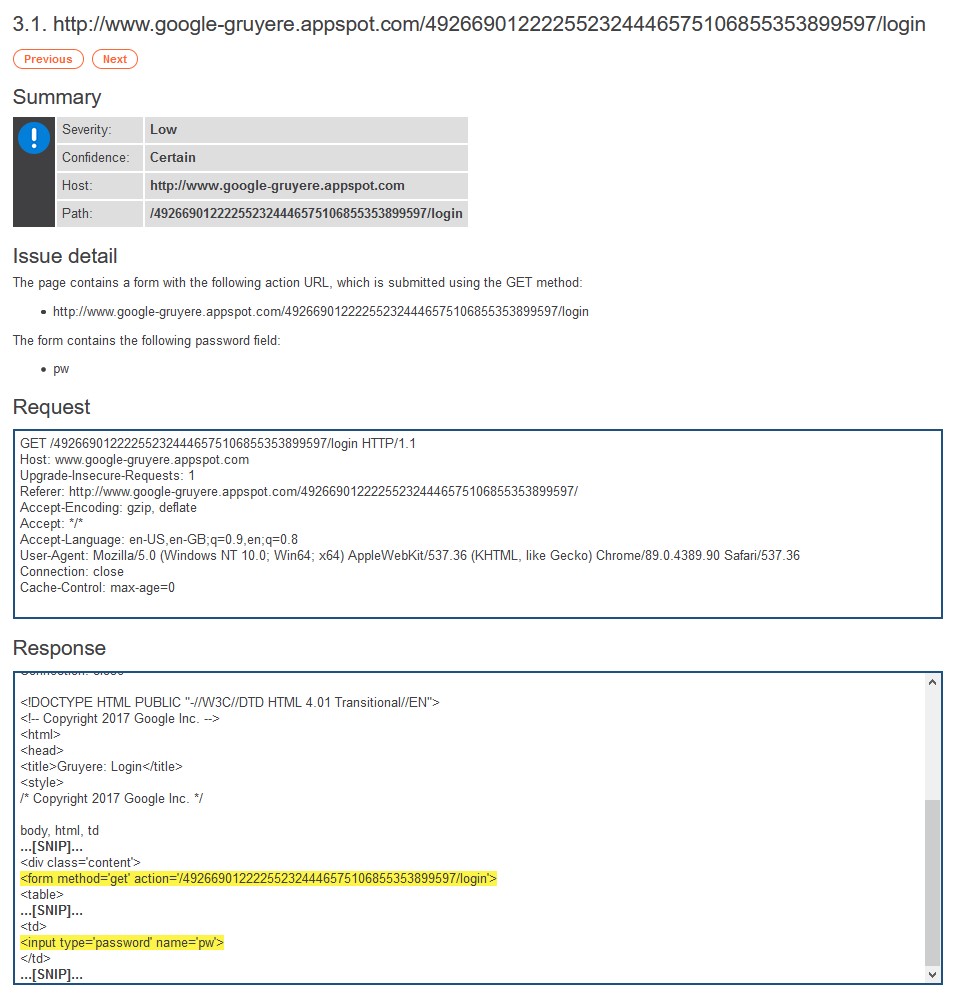 3.1. http://www.google-gruyere.appspot.com/492669012222552324446575106855353899597/login
Previous Next
Summary
Severity: Low
Confidence: Certain
Host: http://www.google-gruyere.appspot.com
Path: /492669012222552324446575106855353899597/login
Issue detail
The page contains a form with the following action URL, which is submitted using the GET method:
• http://www.google-gruyere.appspot.com/492669012222552324446575106855353899597/login
The form contains the following password field:
• pw
Request
GET /492669012222552324446575106855353899597/login HTTP/1.1
Host: www.google-gruyere.appspot.com
Upgrade-Insecure-Requests: 1
Referer: http://www.google-gruyere.appspot.com/492669012222552324446575106855353899597/
Accept-Encoding: gzip, deflate
Accept: */*
Accept-Language: en-US,en-GB;q=0.9,en;q=0.8
User-Agent: Mozilla/5.0 (Windows NT 10.0; Win64; x64) AppleWebKit/537.36 (KHTML, like Gecko) Chrome/89.0.4389.90 Safari/537.36
Connection: close
Cache-Control: max-age=0
Response
Connection: close
<!DOCTYPE HTML PUBLIC "-//W3C//DTD HTML 4.01 Transitional//EN">
<!-- Copyright 2017 Google Inc. -->
<html>
<head>
<title>Gruyere: Login</title>
<style>
/* Copyright 2017 Google Inc. */
body, html, td
...[SNIP]...
<div class='content'>
<form method='get' action='/492669012222552324446575106855353899597/login'>
<table>
...[SNIP]...
<td>
<input type='password' name='pw'>
</td>
...[SNIP]...